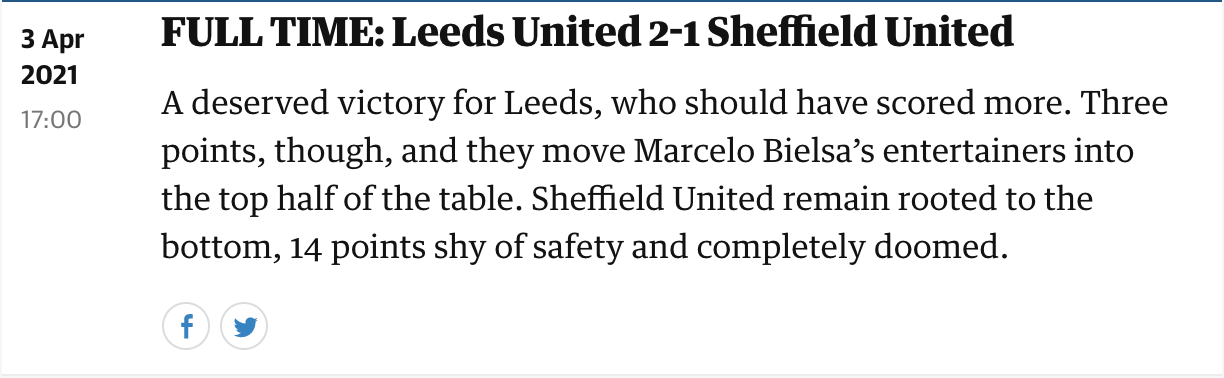 3 Apr
2021
17:00
FULL TIME: Leeds United 2-1 Sheffield United
A deserved victory for Leeds, who should have scored more. Three
points, though, and they move Marcelo Bielsa’s entertainers into
the top half of the table. Sheffield United remain rooted to the
bottom, 14 points shy of safety and completely doomed.